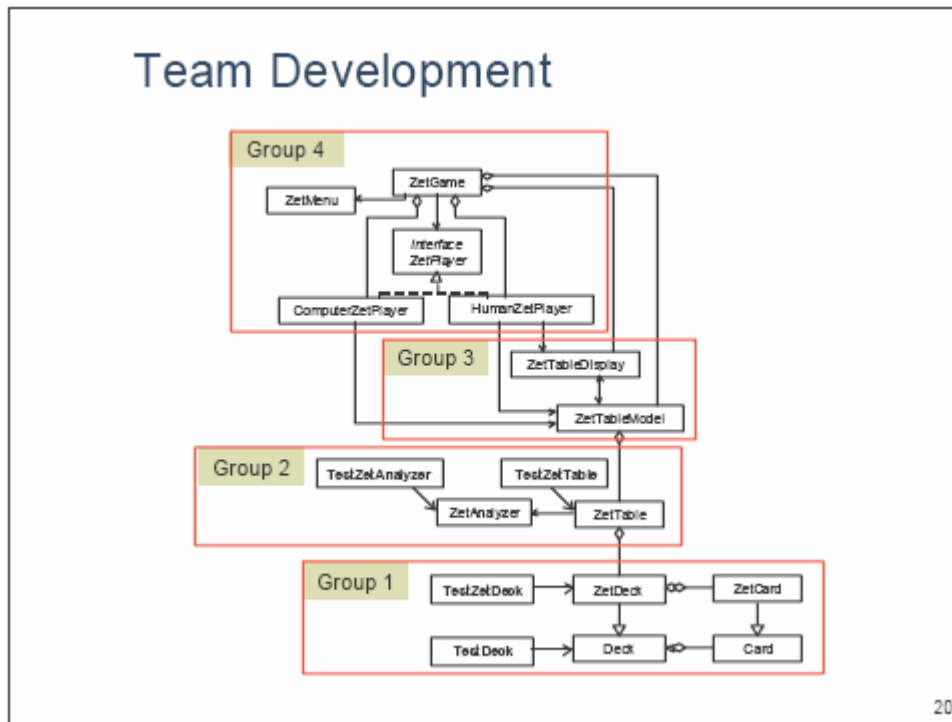 Team Development
Group 4
ZetGame
ZetMenu
Interface
ZetPlayer
ComputerZetPlayer
HumanZetPlayer
Group 3
ZetTableDisplay
ZetTableModel
Group 2
TestZetAnalyzer
TestZetTable
ZetAnalyzer
ZetTable
Group 1
TestZetDeck
ZetDeck
ZetCard
TestDeck
Deck
Card
20